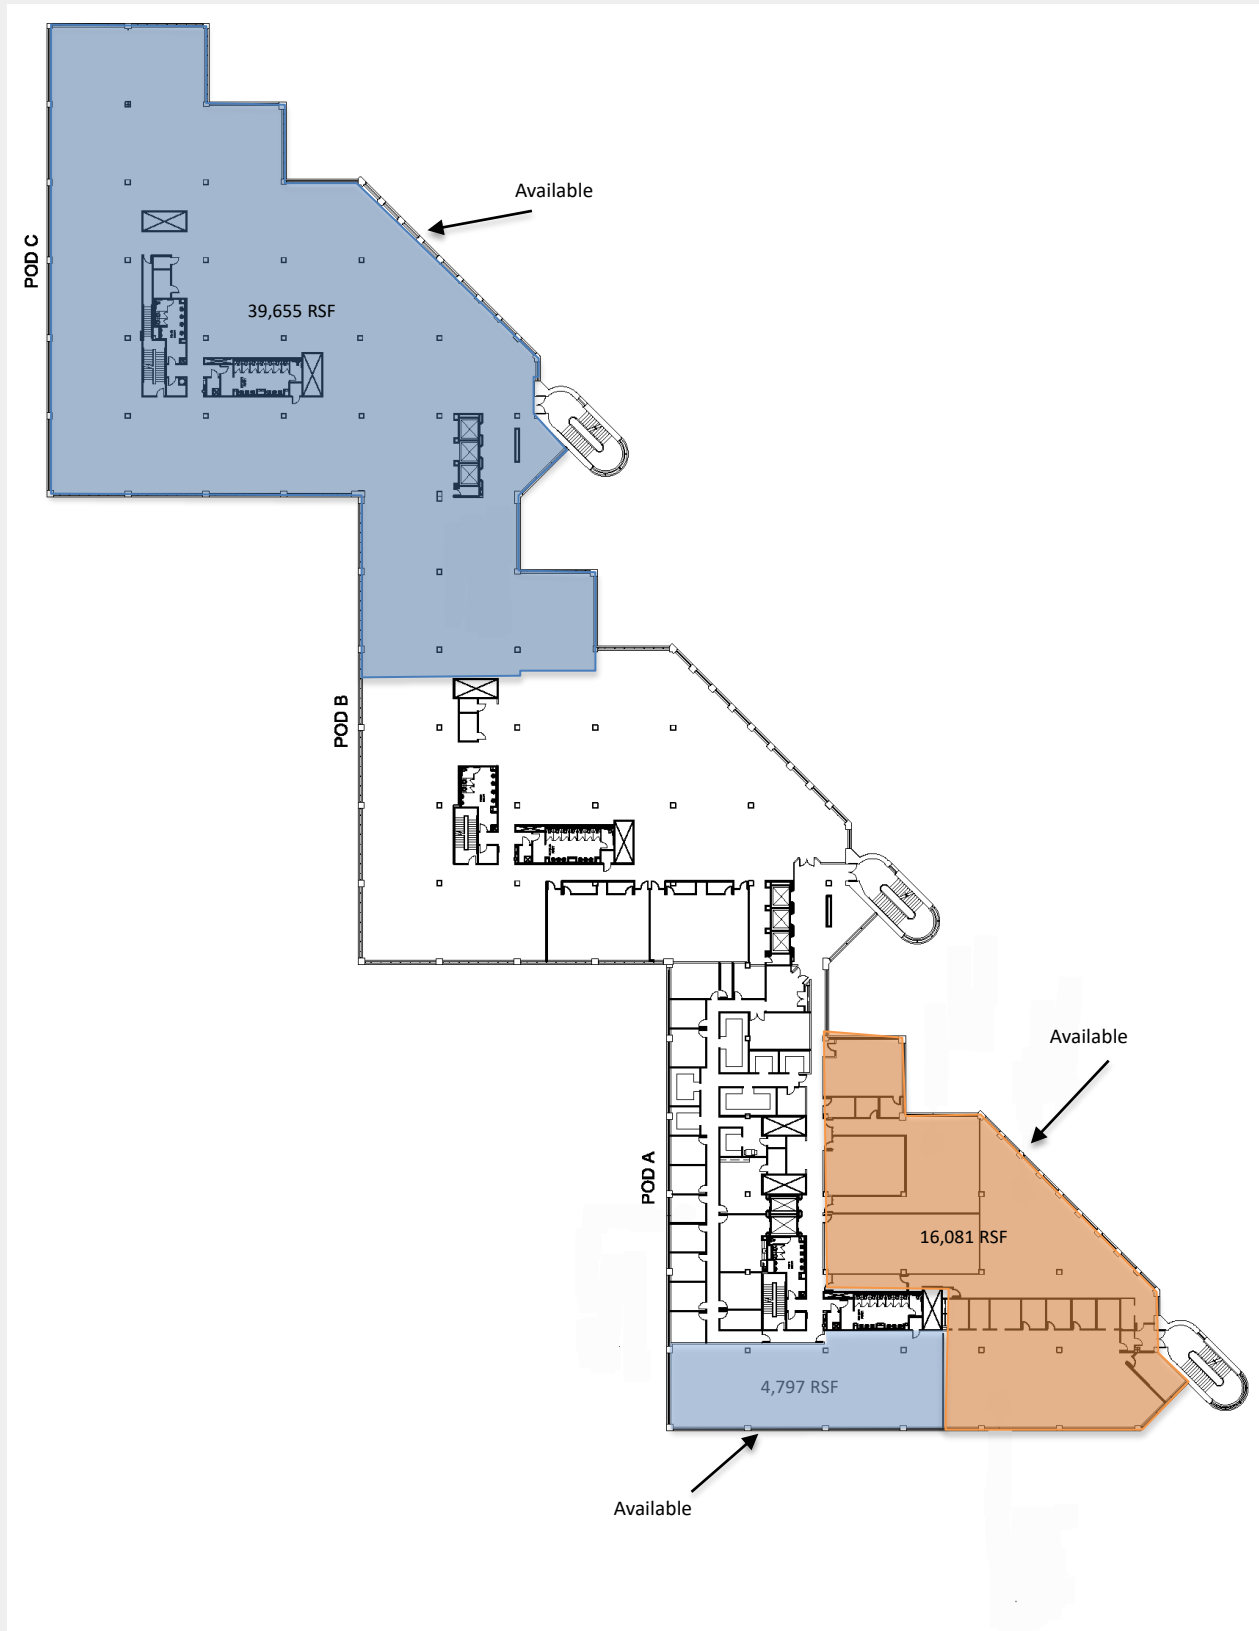 Available
POD C
39,655 RSF
POD B
Available
POD A
16,081 RSF
4,797 RSF
Available